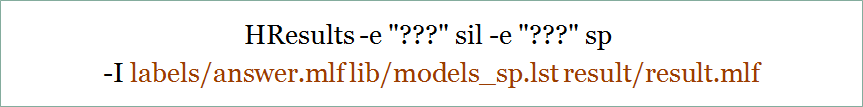 HResults -e "???" sil -e "???" sp
-I labels/answer.mlf lib/models_sp.lst result/result.mlf